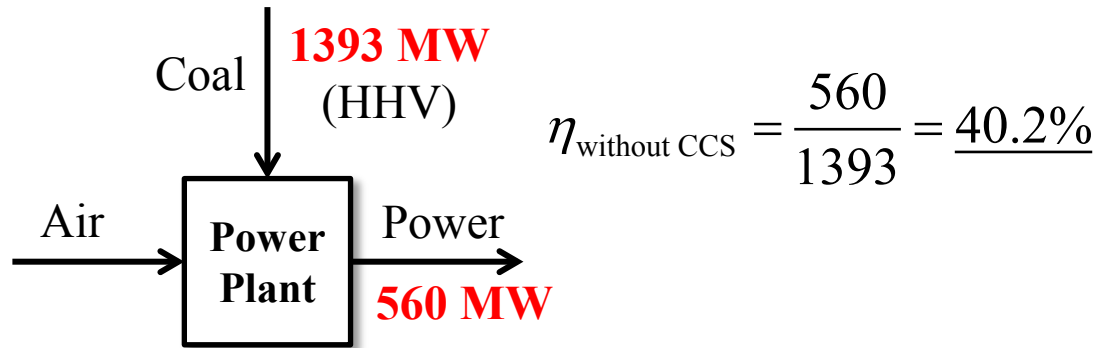 Coal
1393 MW
(HHV)
η without CCS = 560 / 1393 = 40.2%
Air
Power
Plant
Power
560 MW